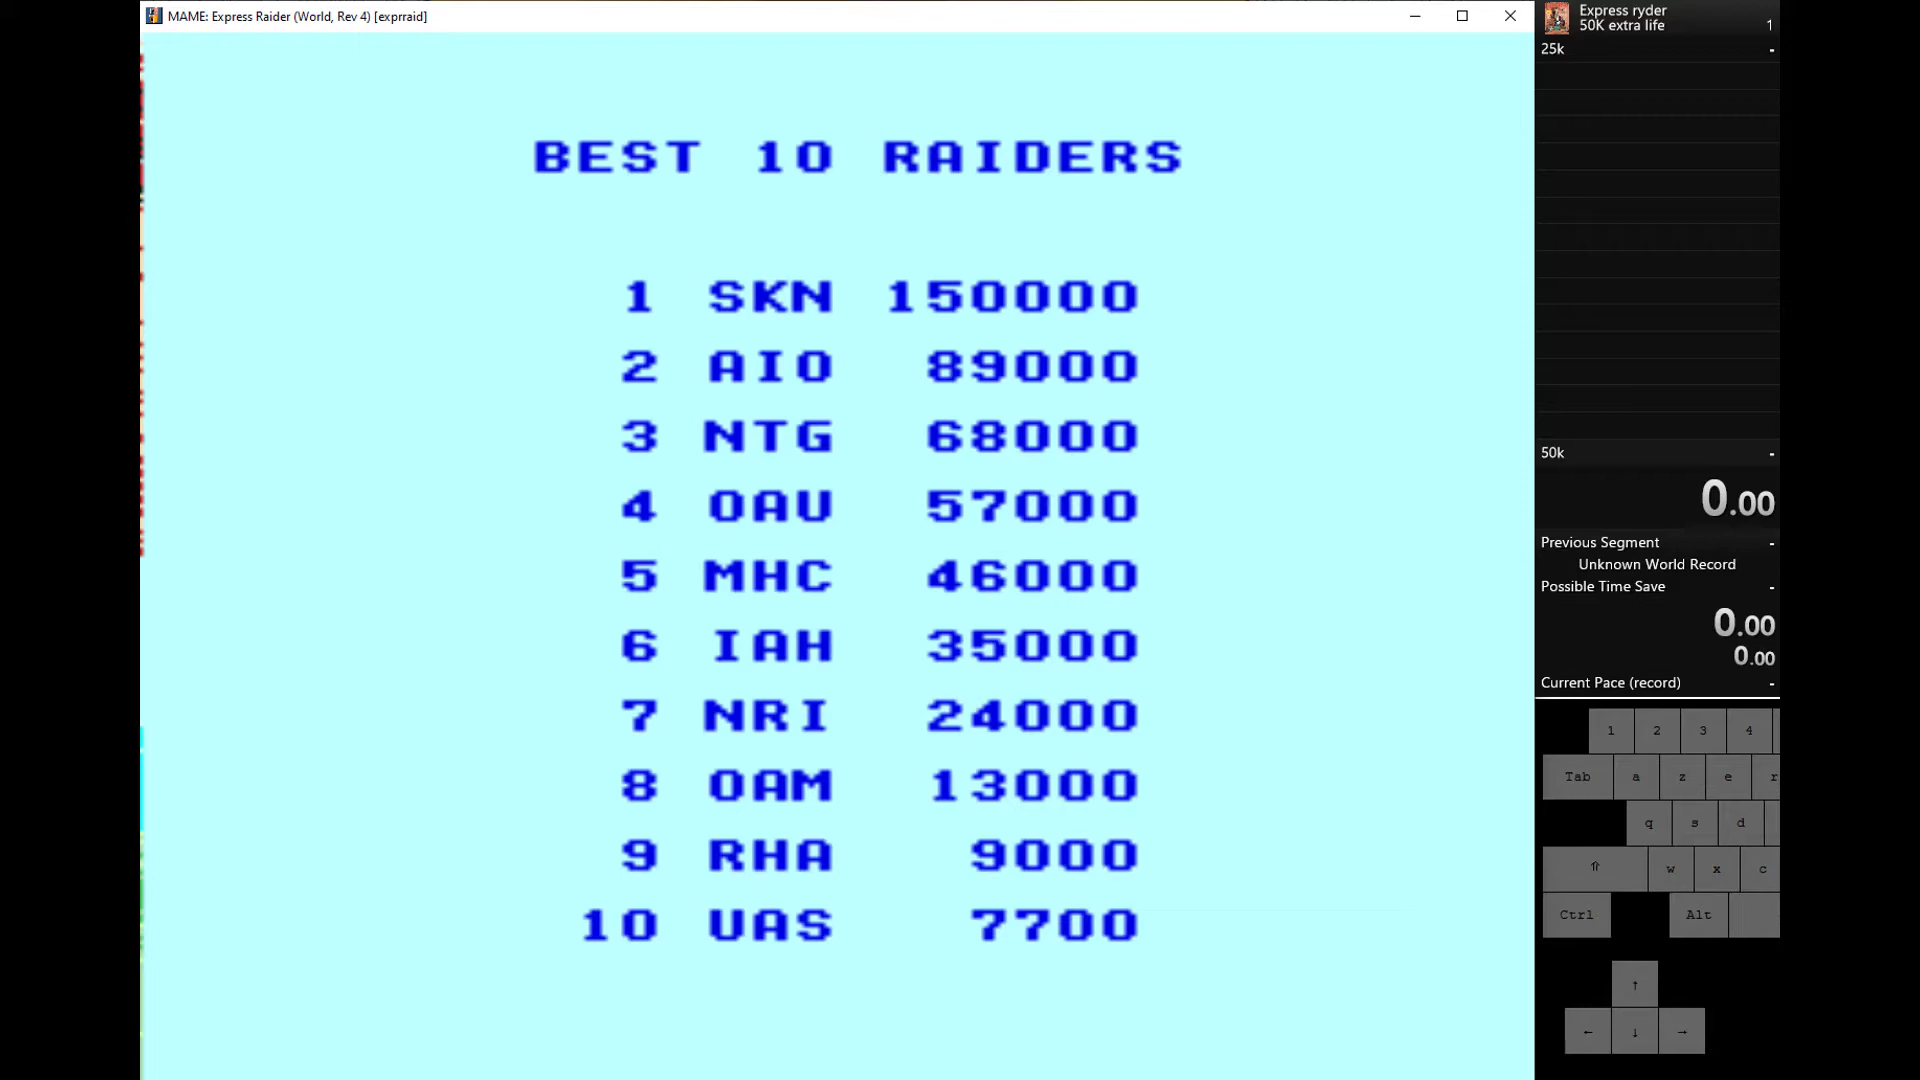 MAME: Express Raider (World, Rev 4) [exprraid]
BEST 10 RAIDERS
1 SKN 150000
2 AIO 89000
3 NTG 68000
4 OAU 57000
5 MHC 46000
6 IAH 35000
7 NRI 24000
8 OAM 13000
9 RHA 9000
10 UAS 7700
Express ryder
50K extra life 1
25k -
50k -
0.00
Previous Segment -
Unknown World Record
Possible Time Save -
0.00
0.00
Current Pace (record) -
1 2 3 4
Tab a z e r
q s d
⇧ w x c
Ctrl Alt
↑
← ↓ →